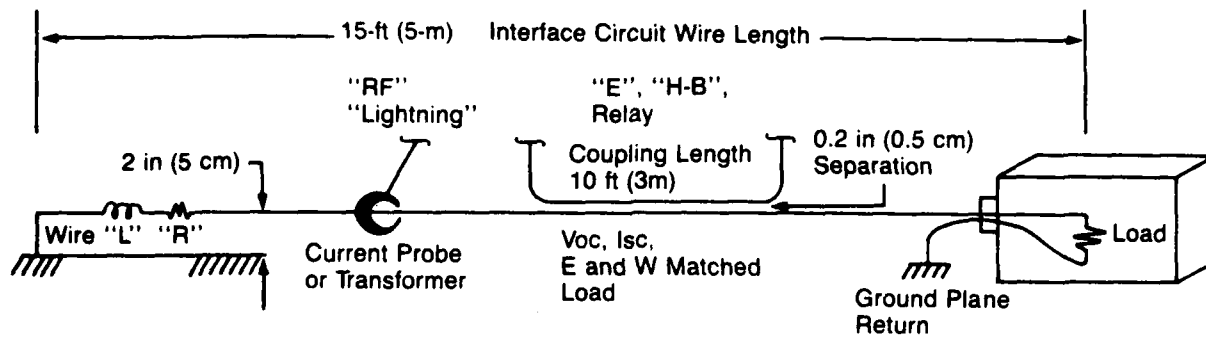 15-ft (5-m) Interface Circuit Wire Length
"RF"
"Lightning"
"E", "H-B",
Relay
2 in (5 cm)
Coupling Length
10 ft (3m)
0.2 in (0.5 cm)
Separation
Wire "L" "R"
Current Probe
or Transformer
Voc, Isc,
E and W Matched
Load
Load
Ground Plane
Return